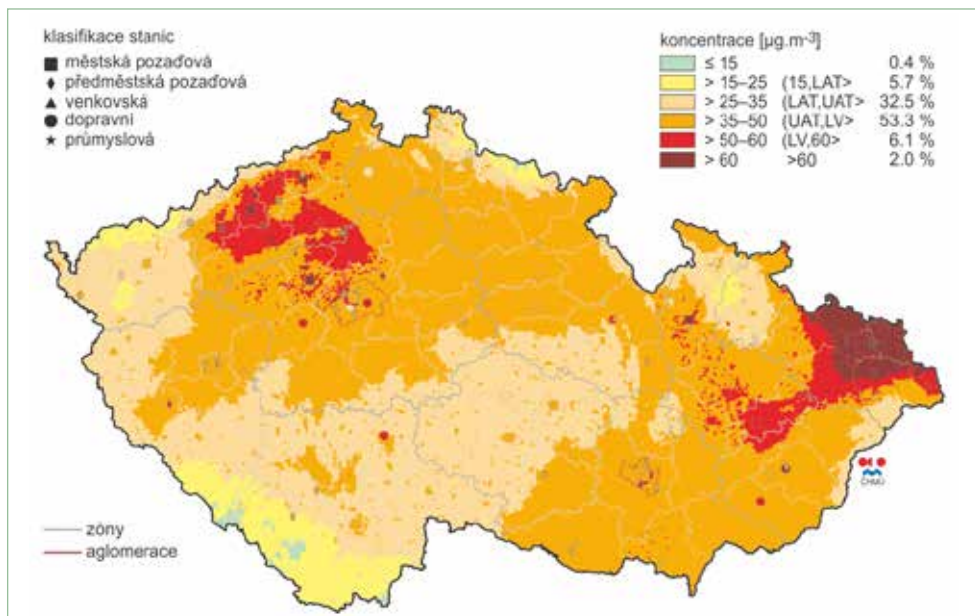 klasifikace stanic
městská pozaďová
předměstská pozaďová
venkovská
dopravní
průmyslová
koncentrace [µg.m⁻³]
≤ 15 0.4 %
> 15–25 (15,LAT> 5.7 %
> 25–35 (LAT,UAT> 32.5 %
> 35–50 (UAT,LV> 53.3 %
> 50–60 (LV,60> 6.1 %
> 60 >60 2.0 %
ČHMÚ
zóny
aglomerace